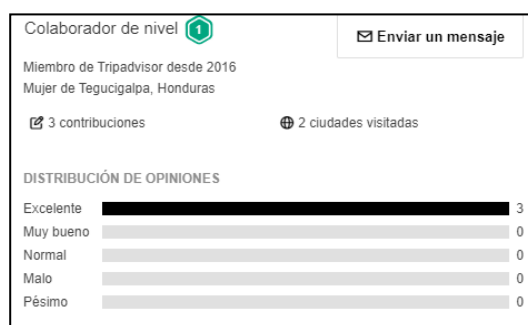 Colaborador de nivel 1
Enviar un mensaje
Miembro de Tripadvisor desde 2016
Mujer de Tegucigalpa, Honduras
3 contribuciones
2 ciudades visitadas
DISTRIBUCIÓN DE OPINIONES
Excelente 3
Muy bueno 0
Normal 0
Malo 0
Pésimo 0